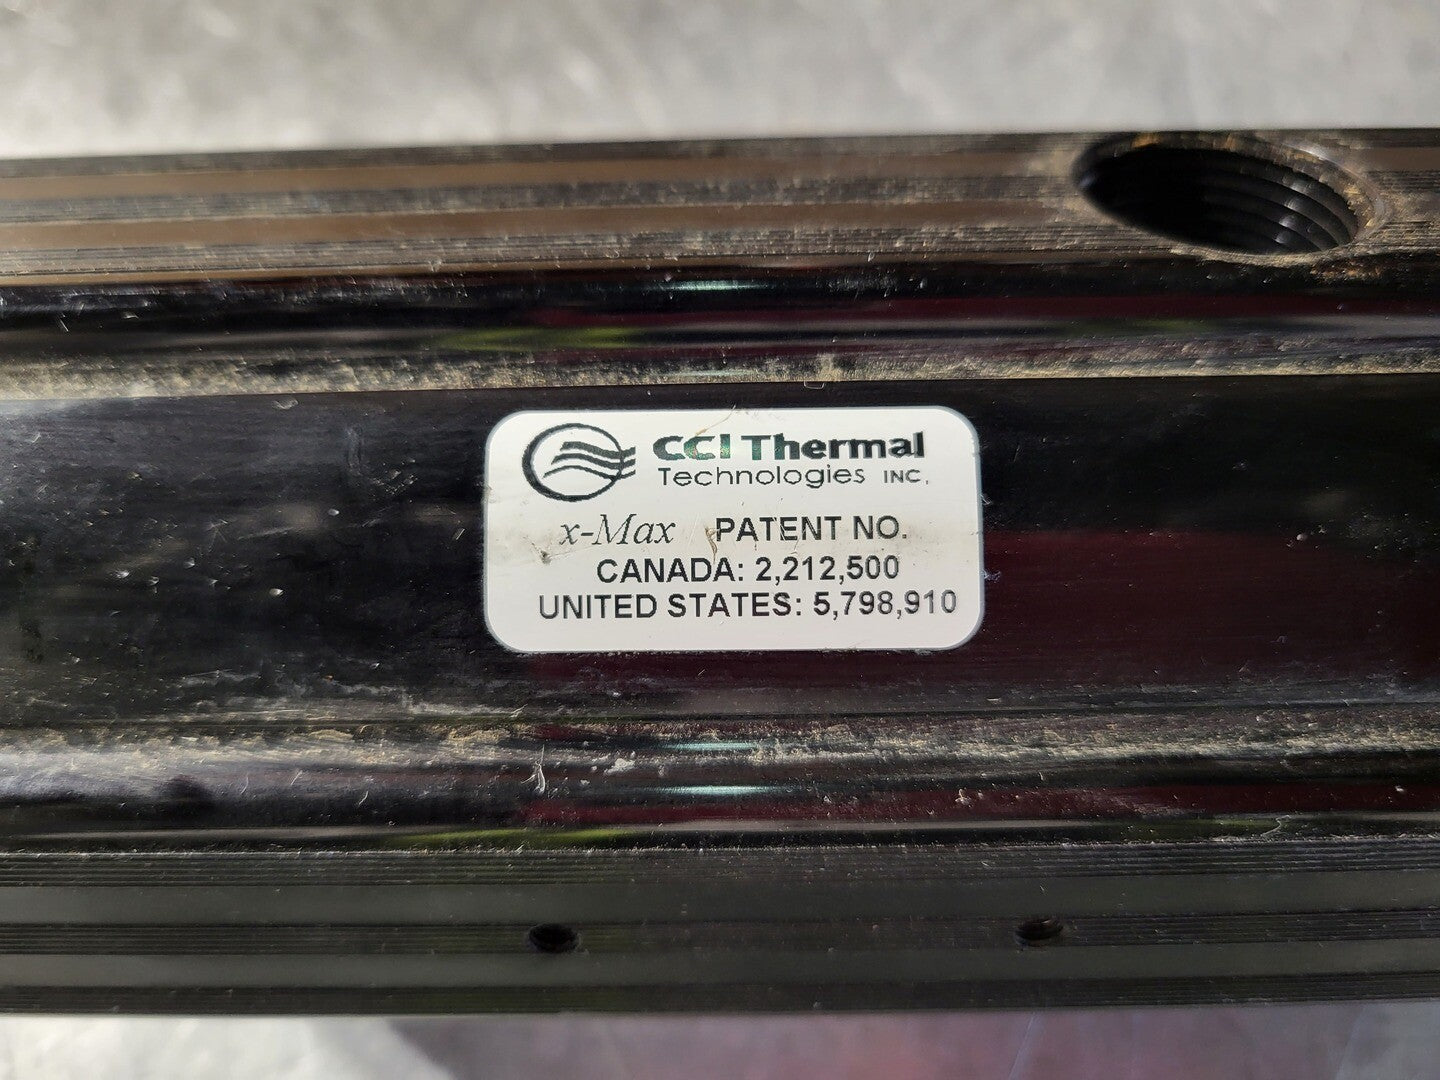 CCI Thermal
Technologies INC.
x-Max PATENT NO.
CANADA: 2,212,500
UNITED STATES: 5,798,910